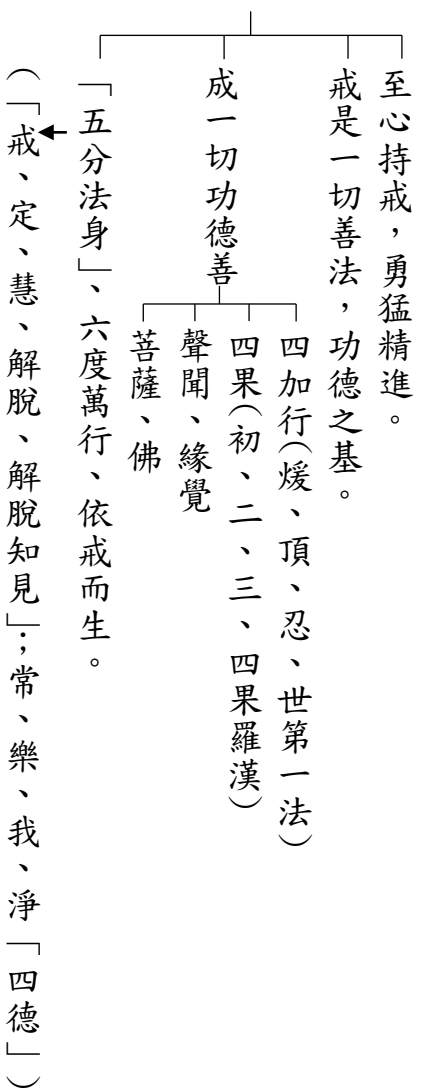 至心持戒，勇猛精進。
戒是一切善法，功德之基。
成一切功德善
四加行（煖、頂、忍、世第一法）
四果（初、二、三、四果羅漢）
聲聞、緣覺
菩薩、佛
「五分法身」、六度萬行、依戒而生。
（「戒、定、慧、解脫、解脫知見」；常、樂、我、淨「四德」）